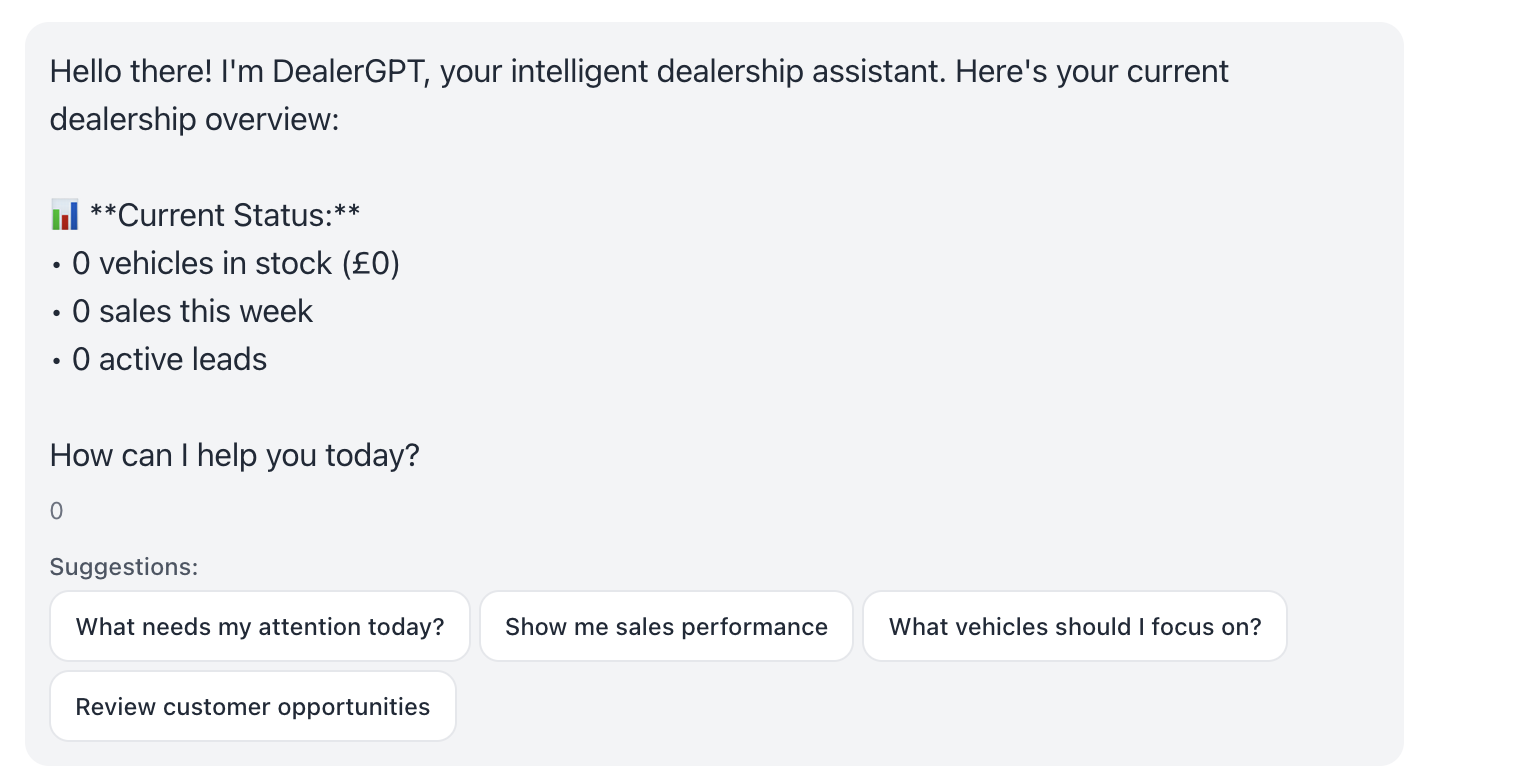 Hello there! I'm DealerGPT, your intelligent dealership assistant. Here's your current
dealership overview:
📊 **Current Status:**
• 0 vehicles in stock (£0)
• 0 sales this week
• 0 active leads
How can I help you today?
0
Suggestions:
What needs my attention today?
Show me sales performance
What vehicles should I focus on?
Review customer opportunities